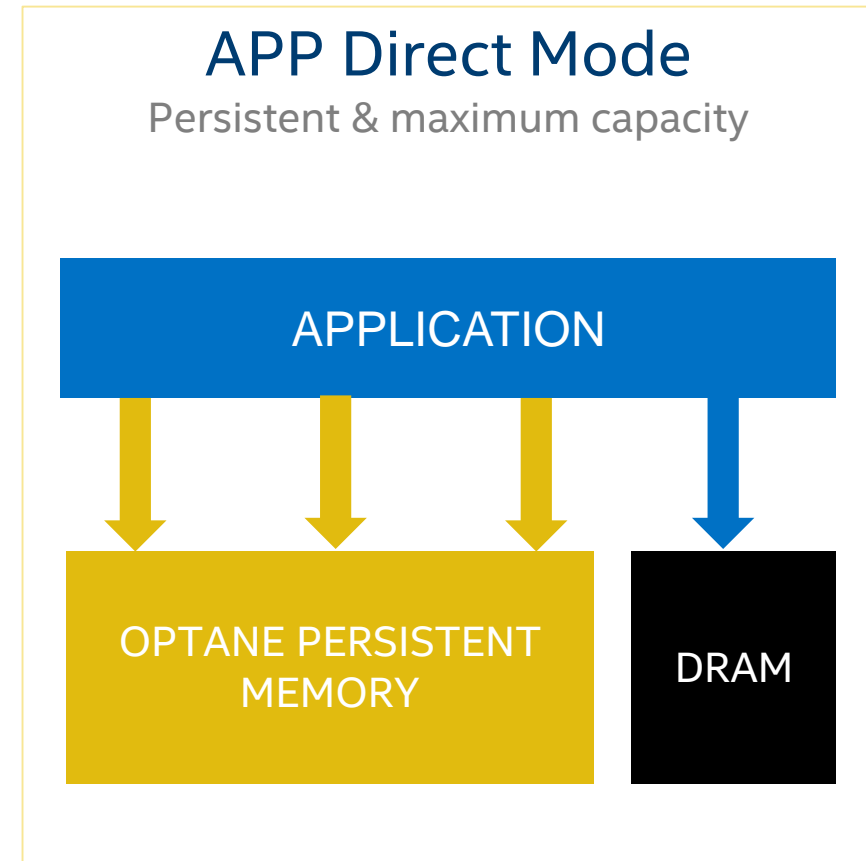 APP Direct Mode
Persistent & maximum capacity
APPLICATION
OPTANE PERSISTENT
MEMORY
DRAM